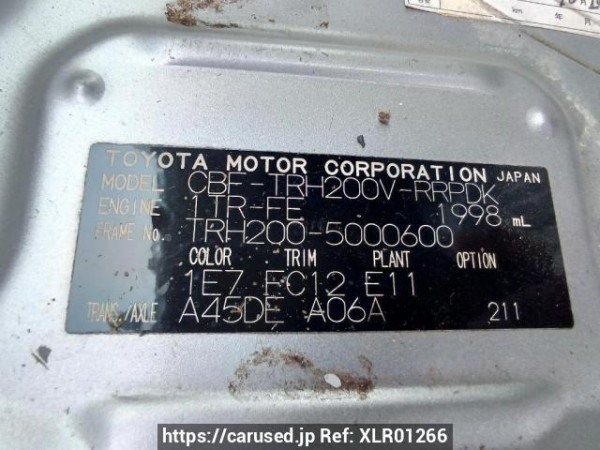 TOYOTA MOTOR CORPORATION JAPAN
MODEL CBF-TRH200V-RRPDK
ENGINE 1TR-FE 1998 mL
FRAME No. TRH200-5000600
COLOR TRIM PLANT OPTION
1E7 FC12 E11
TRANS./AXLE A45DE A06A 211
https://carused.jp Ref: XLR01266